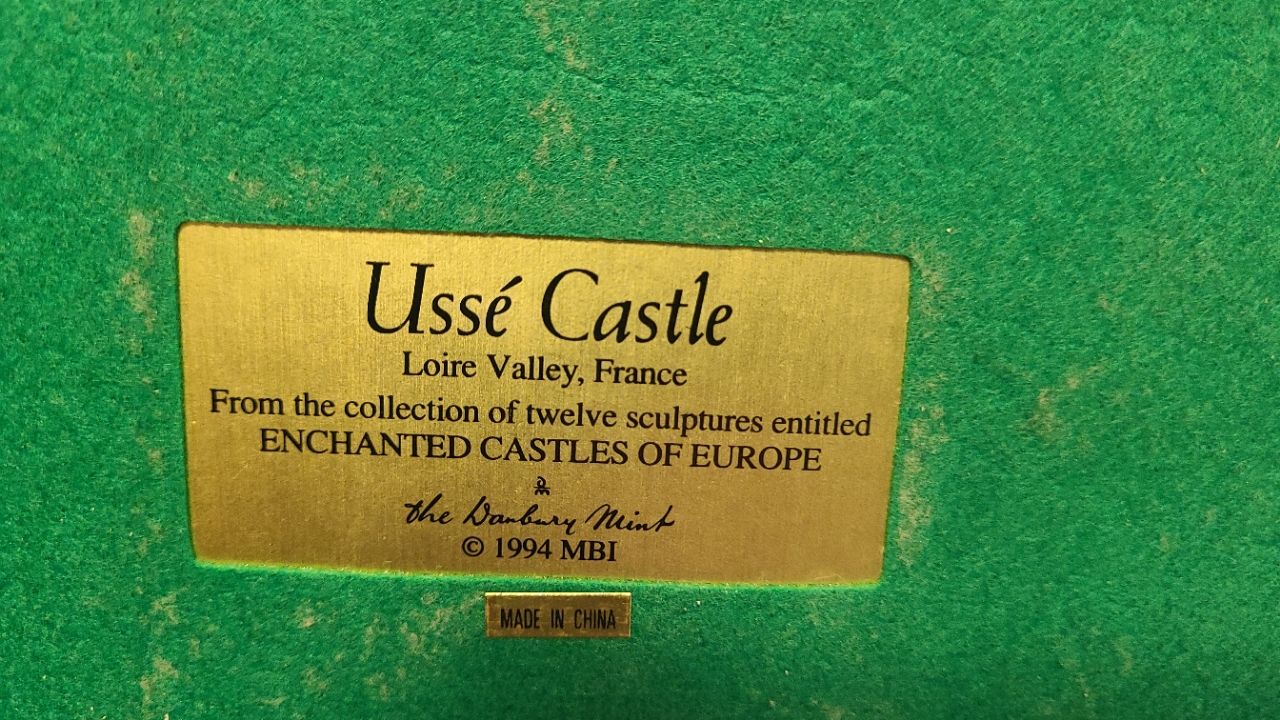 Ussé Castle
Loire Valley, France
From the collection of twelve sculptures entitled
ENCHANTED CASTLES OF EUROPE
the Danbury Mint
© 1994 MBI
MADE IN CHINA